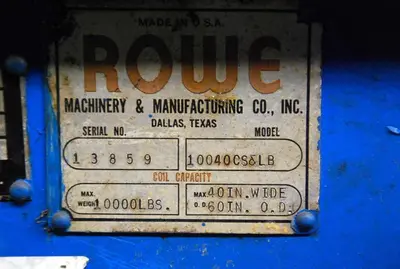 MADE IN U.S.A.
ROWE
MACHINERY & MANUFACTURING CO., INC.
DALLAS, TEXAS
SERIAL NO. MODEL
13859 10040CS&LB
COIL CAPACITY
MAX. WEIGHT 10000LBS. MAX. 40IN.WIDE
O.D. 60IN. O.D.